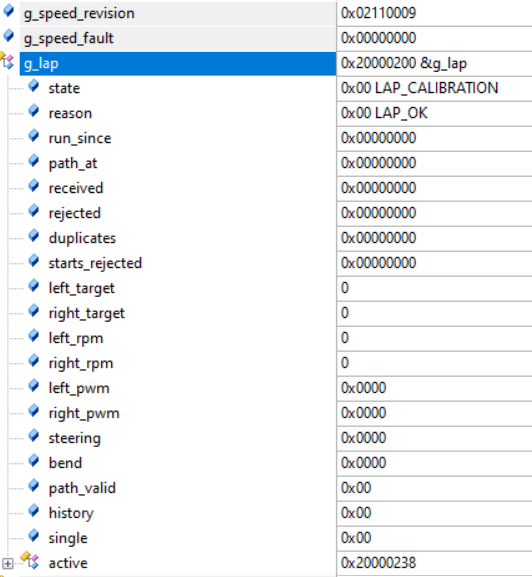 g_speed_revision 0x02110009
g_speed_fault 0x00000000
g_lap 0x20000200 &g_lap
state 0x00 LAP_CALIBRATION
reason 0x00 LAP_OK
run_since 0x00000000
path_at 0x00000000
received 0x00000000
rejected 0x00000000
duplicates 0x00000000
starts_rejected 0x00000000
left_target 0
right_target 0
left_rpm 0
right_rpm 0
left_pwm 0x0000
right_pwm 0x0000
steering 0x0000
bend 0x0000
path_valid 0x00
history 0x00
single 0x00
active 0x20000238